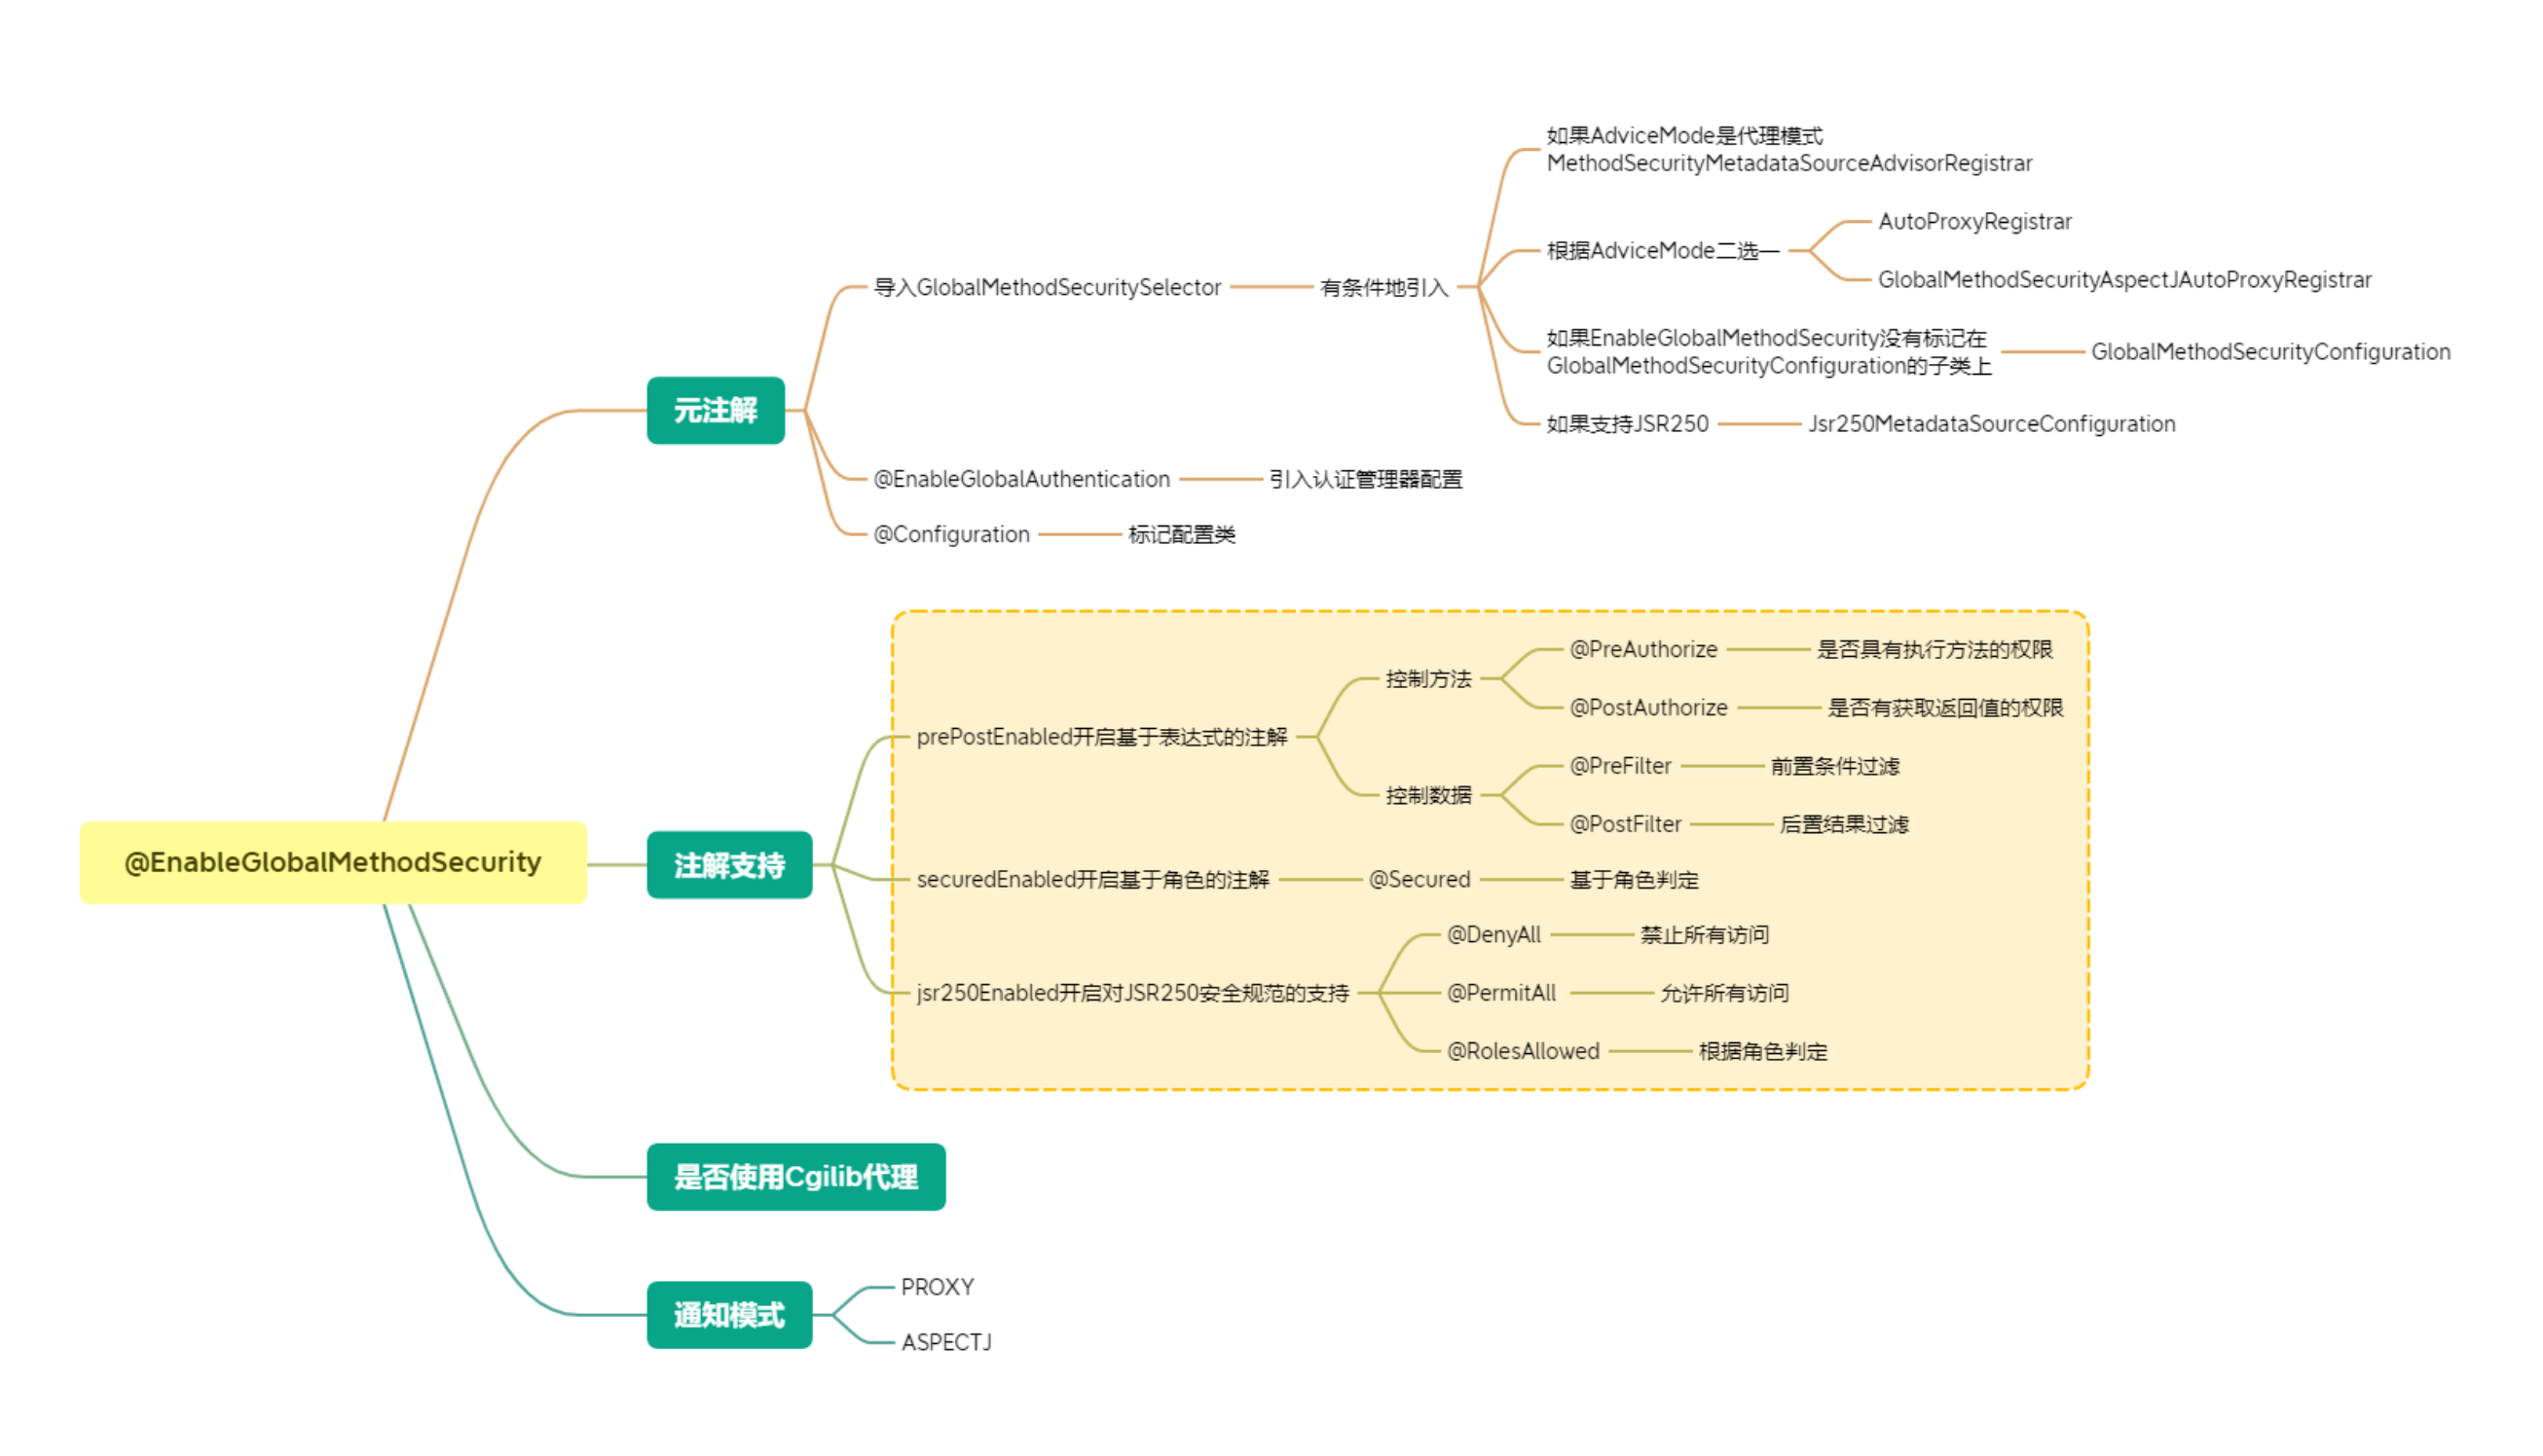 @EnableGlobalMethodSecurity
元注解
导入GlobalMethodSecuritySelector
有条件地引入
如果AdviceMode是代理模式
MethodSecurityMetadataSourceAdvisorRegistrar
根据AdviceMode二选一
AutoProxyRegistrar
GlobalMethodSecurityAspectJAutoProxyRegistrar
如果EnableGlobalMethodSecurity没有标记在
GlobalMethodSecurityConfiguration的子类上
GlobalMethodSecurityConfiguration
如果支持JSR250
Jsr250MetadataSourceConfiguration
@EnableGlobalAuthentication
引入认证管理器配置
@Configuration
标记配置类
注解支持
prePostEnabled开启基于表达式的注解
控制方法
@PreAuthorize
是否具有执行方法的权限
@PostAuthorize
是否有获取返回值的权限
控制数据
@PreFilter
前置条件过滤
@PostFilter
后置结果过滤
securedEnabled开启基于角色的注解
@Secured
基于角色判定
jsr250Enabled开启对JSR250安全规范的支持
@DenyAll
禁止所有访问
@PermitAll
允许所有访问
@RolesAllowed
根据角色判定
是否使用Cgilib代理
通知模式
PROXY
ASPECTJ